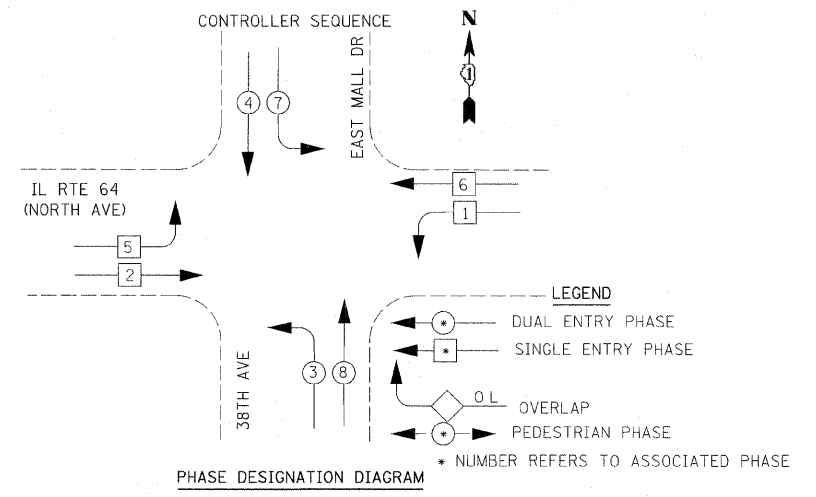 CONTROLLER SEQUENCE
N
1
EAST MALL DR
4
7
IL RTE 64
(NORTH AVE)
6
1
5
2
LEGEND
* DUAL ENTRY PHASE
* SINGLE ENTRY PHASE
38TH AVE
3
8
OL
OVERLAP
* PEDESTRIAN PHASE
* NUMBER REFERS TO ASSOCIATED PHASE
PHASE DESIGNATION DIAGRAM